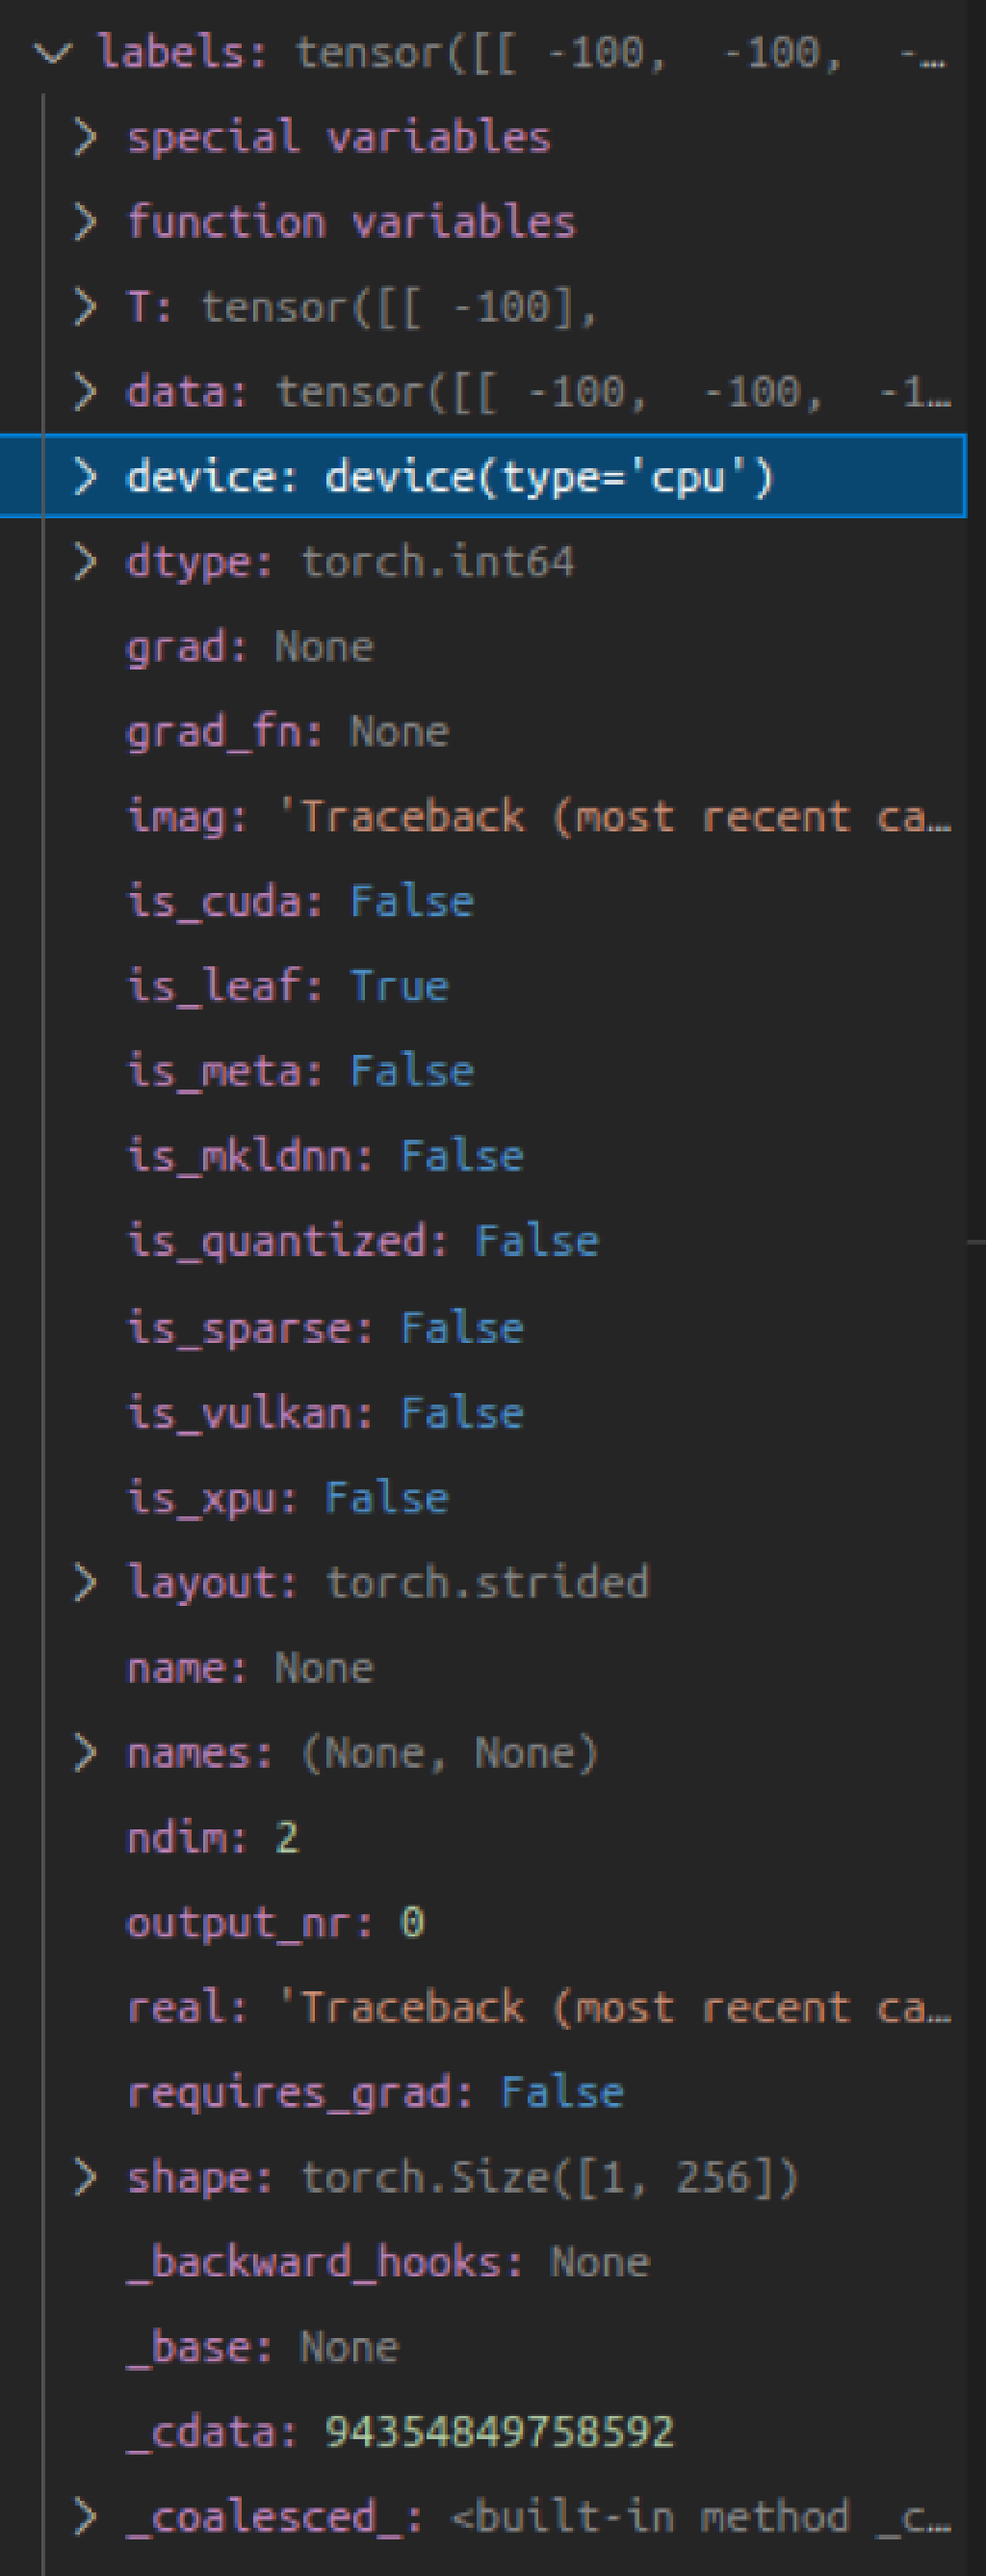 labels: tensor([[ -100,  -100,  -…
special variables
function variables
T: tensor([[ -100],
data: tensor([[ -100,  -100,  -1…
device: device(type='cpu')
dtype: torch.int64
grad: None
grad_fn: None
imag: 'Traceback (most recent ca…
is_cuda: False
is_leaf: True
is_meta: False
is_mkldnn: False
is_quantized: False
is_sparse: False
is_vulkan: False
is_xpu: False
layout: torch.strided
name: None
names: (None, None)
ndim: 2
output_nr: 0
real: 'Traceback (most recent ca…
requires_grad: False
shape: torch.Size([1, 256])
_backward_hooks: None
_base: None
_cdata: 94354849758592
_coalesced_: <built-in method _c…